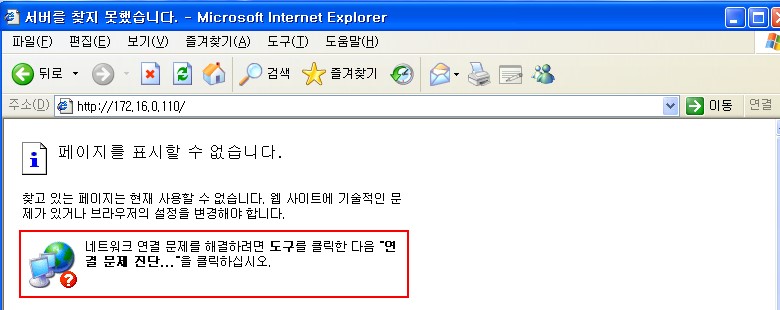 서버를 찾지 못했습니다. - Microsoft Internet Explorer
파일(F) 편집(E) 보기(V) 즐겨찾기(A) 도구(T) 도움말(H)
뒤로 검색 즐겨찾기
주소(D) http://172.16.0.110/ 이동 연결
i 페이지를 표시할 수 없습니다.
찾고 있는 페이지는 현재 사용할 수 없습니다. 웹 사이트에 기술적인 문
제가 있거나 브라우저의 설정을 변경해야 합니다.
네트워크 연결 문제를 해결하려면 도구를 클릭한 다음 "연
결 문제 진단..."을 클릭하십시오.